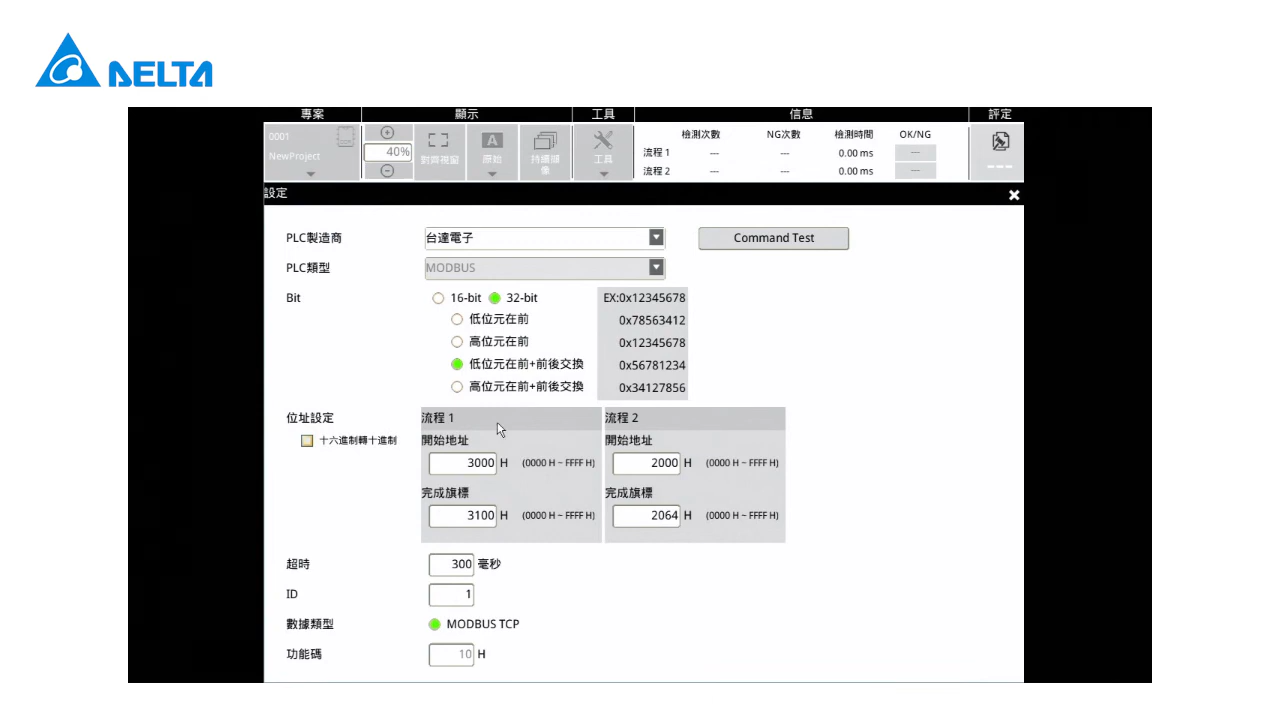 DELTA
專案 顯示 工具 信息 評定
0001
NewProject
40%
對齊視窗
A
原始
持續顯像
工具
檢測次數 NG次數 檢測時間 OK/NG
流程 1 --- --- 0.00 ms ---
流程 2 --- --- 0.00 ms ---
---
設定
PLC製造商 台達電子 Command Test
PLC類型 MODBUS
Bit 16-bit 32-bit EX:0x12345678
低位元在前 0x78563412
高位元在前 0x12345678
低位元在前+前後交換 0x56781234
高位元在前+前後交換 0x34127856
位址設定 流程 1 流程 2
十六進制轉十進制 開始地址 開始地址
3000 H (0000 H ~ FFFF H) 2000 H (0000 H ~ FFFF H)
完成旗標 完成旗標
3100 H (0000 H ~ FFFF H) 2064 H (0000 H ~ FFFF H)
超時 300 毫秒
ID 1
數據類型 MODBUS TCP
功能碼 10 H